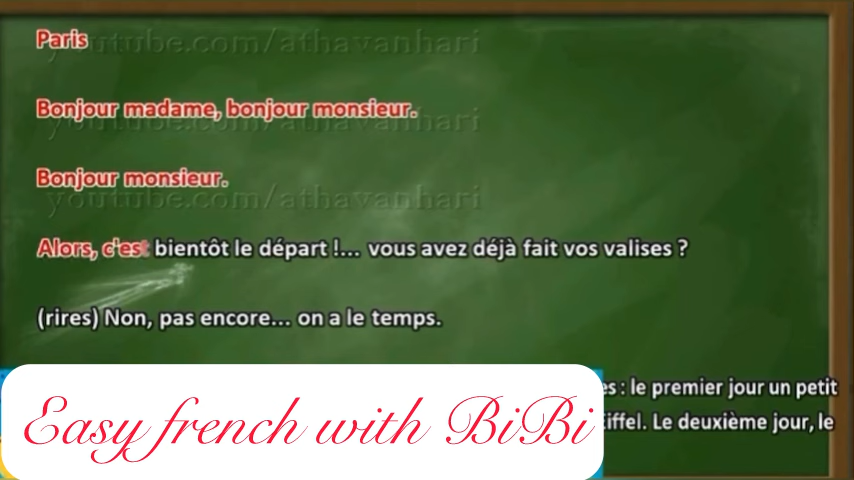 Paris
youtube.com/athavanhari
Bonjour madame, bonjour monsieur.
youtube.com/athavanhari
Bonjour monsieur.
youtube.com/athavanhari
Alors, c'est bientôt le départ !... vous avez déjà fait vos valises ?
(rires) Non, pas encore... on a le temps.
: le premier jour un petit
Le deuxième jour, le
Easy french with BiBi